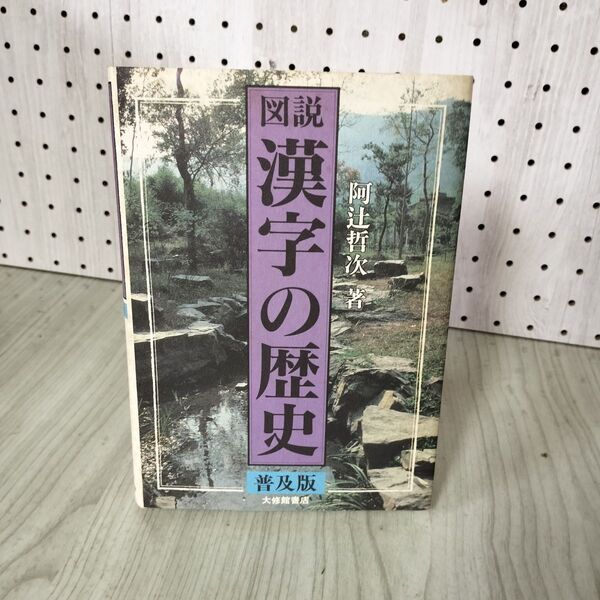 図説
漢字の歴史
阿辻哲次 著
普及版
大修館書店